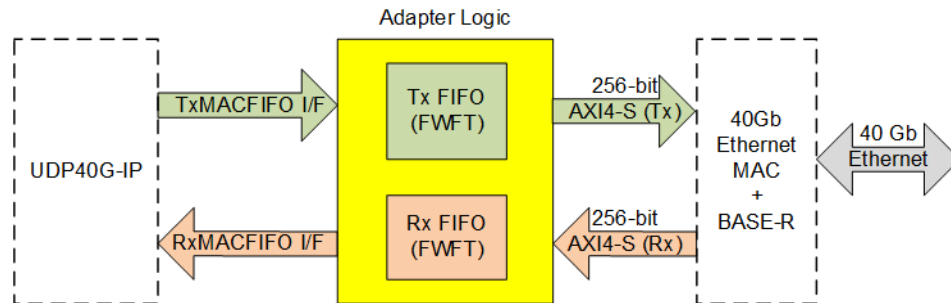 Adapter Logic
UDP40G-IP
TxMACFIFO I/F
Tx FIFO
(FWFT)
256-bit
AXI4-S (Tx)
RxMACFIFO I/F
Rx FIFO
(FWFT)
256-bit
AXI4-S (Rx)
40Gb
Ethernet
MAC
+
BASE-R
40 Gb
Ethernet